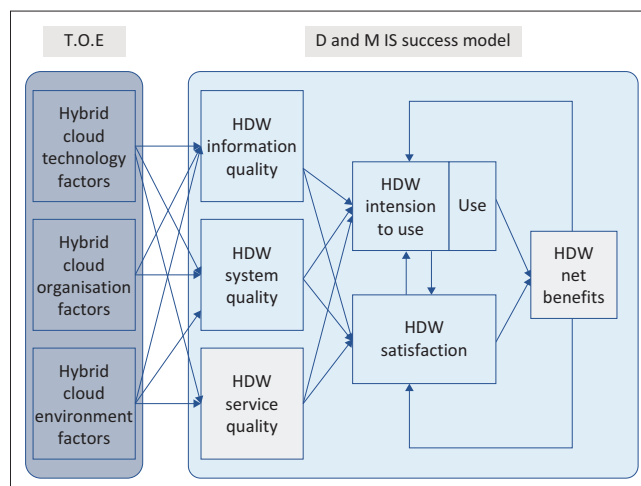 T.O.E
D and M IS success model
Hybrid
cloud
technology
factors
Hybrid
cloud
organisation
factors
Hybrid
cloud
environment
factors
HDW
information
quality
HDW
system
quality
HDW
service
quality
HDW
intension
to use
Use
HDW
satisfaction
HDW
net
benefits